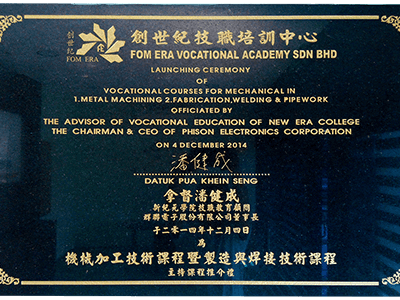 創世紀
FOM ERA
創世紀技職培訓中心
FOM ERA VOCATIONAL ACADEMY SDN BHD
LAUNCHING CEREMONY
OF
VOCATIONAL COURSES FOR MECHANICAL IN
1.METAL MACHINING 2.FABRICATION,WELDING & PIPEWORK
OFFICIATED BY
THE ADVISOR OF VOCATIONAL EDUCATION OF NEW ERA COLLEGE
THE CHAIRMAN & CEO OF PHISON ELECTRONICS CORPORATION
ON 4 DECEMBER 2014
潘健成
DATUK PUA KHEIN SENG
拿督潘健成
新紀元學院技職教育顧問
群聯電子股份有限公司董事長
于二零一四年十二月四日
為
機械加工技術課程暨製造與焊接技術課程
主持課程推介禮